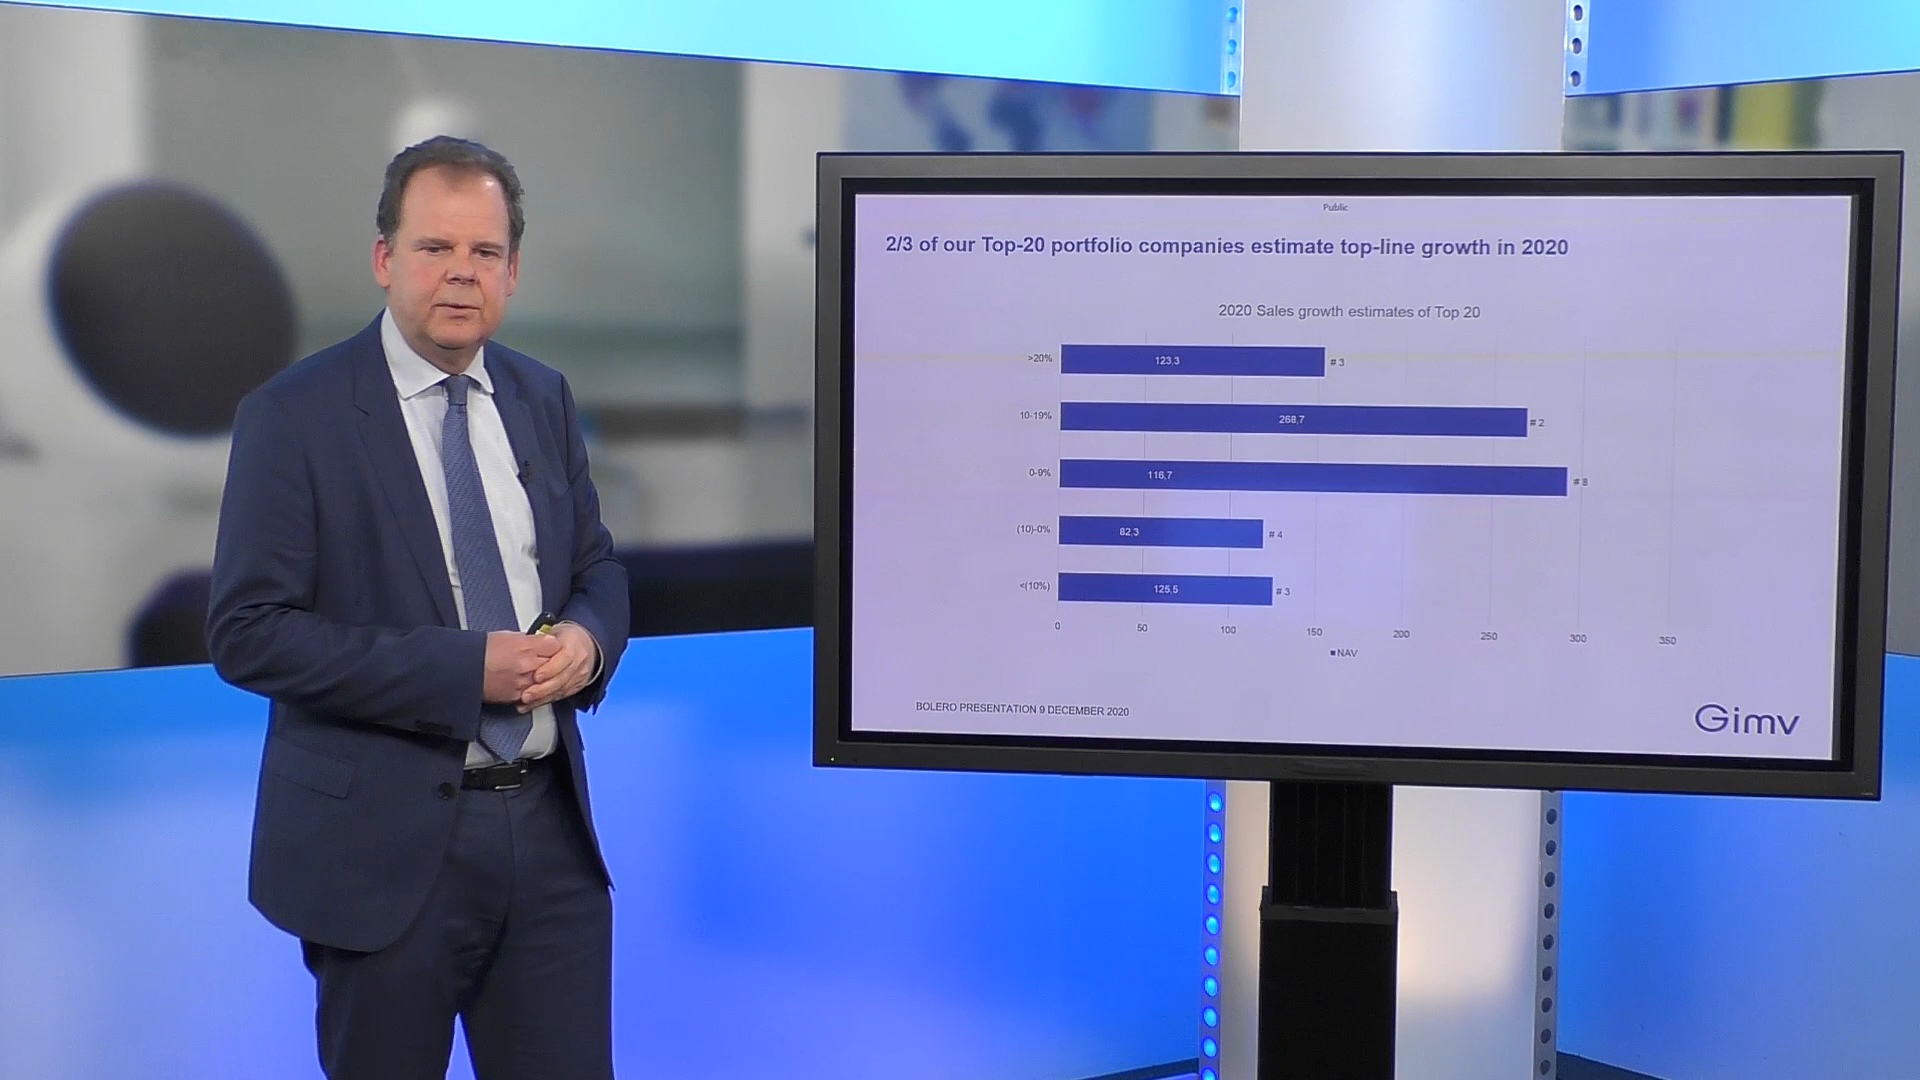 Public
2/3 of our Top-20 portfolio companies estimate top-line growth in 2020
2020 Sales growth estimates of Top 20
>20% 123,3 # 3
10-19% 268,7 # 2
0-9% 116,7 # 8
(10)-0% 82,3 # 4
<(10%) 125,5 # 3
0 50 100 150 200 250 300 350
NAV
BOLERO PRESENTATION 9 DECEMBER 2020
Gimv